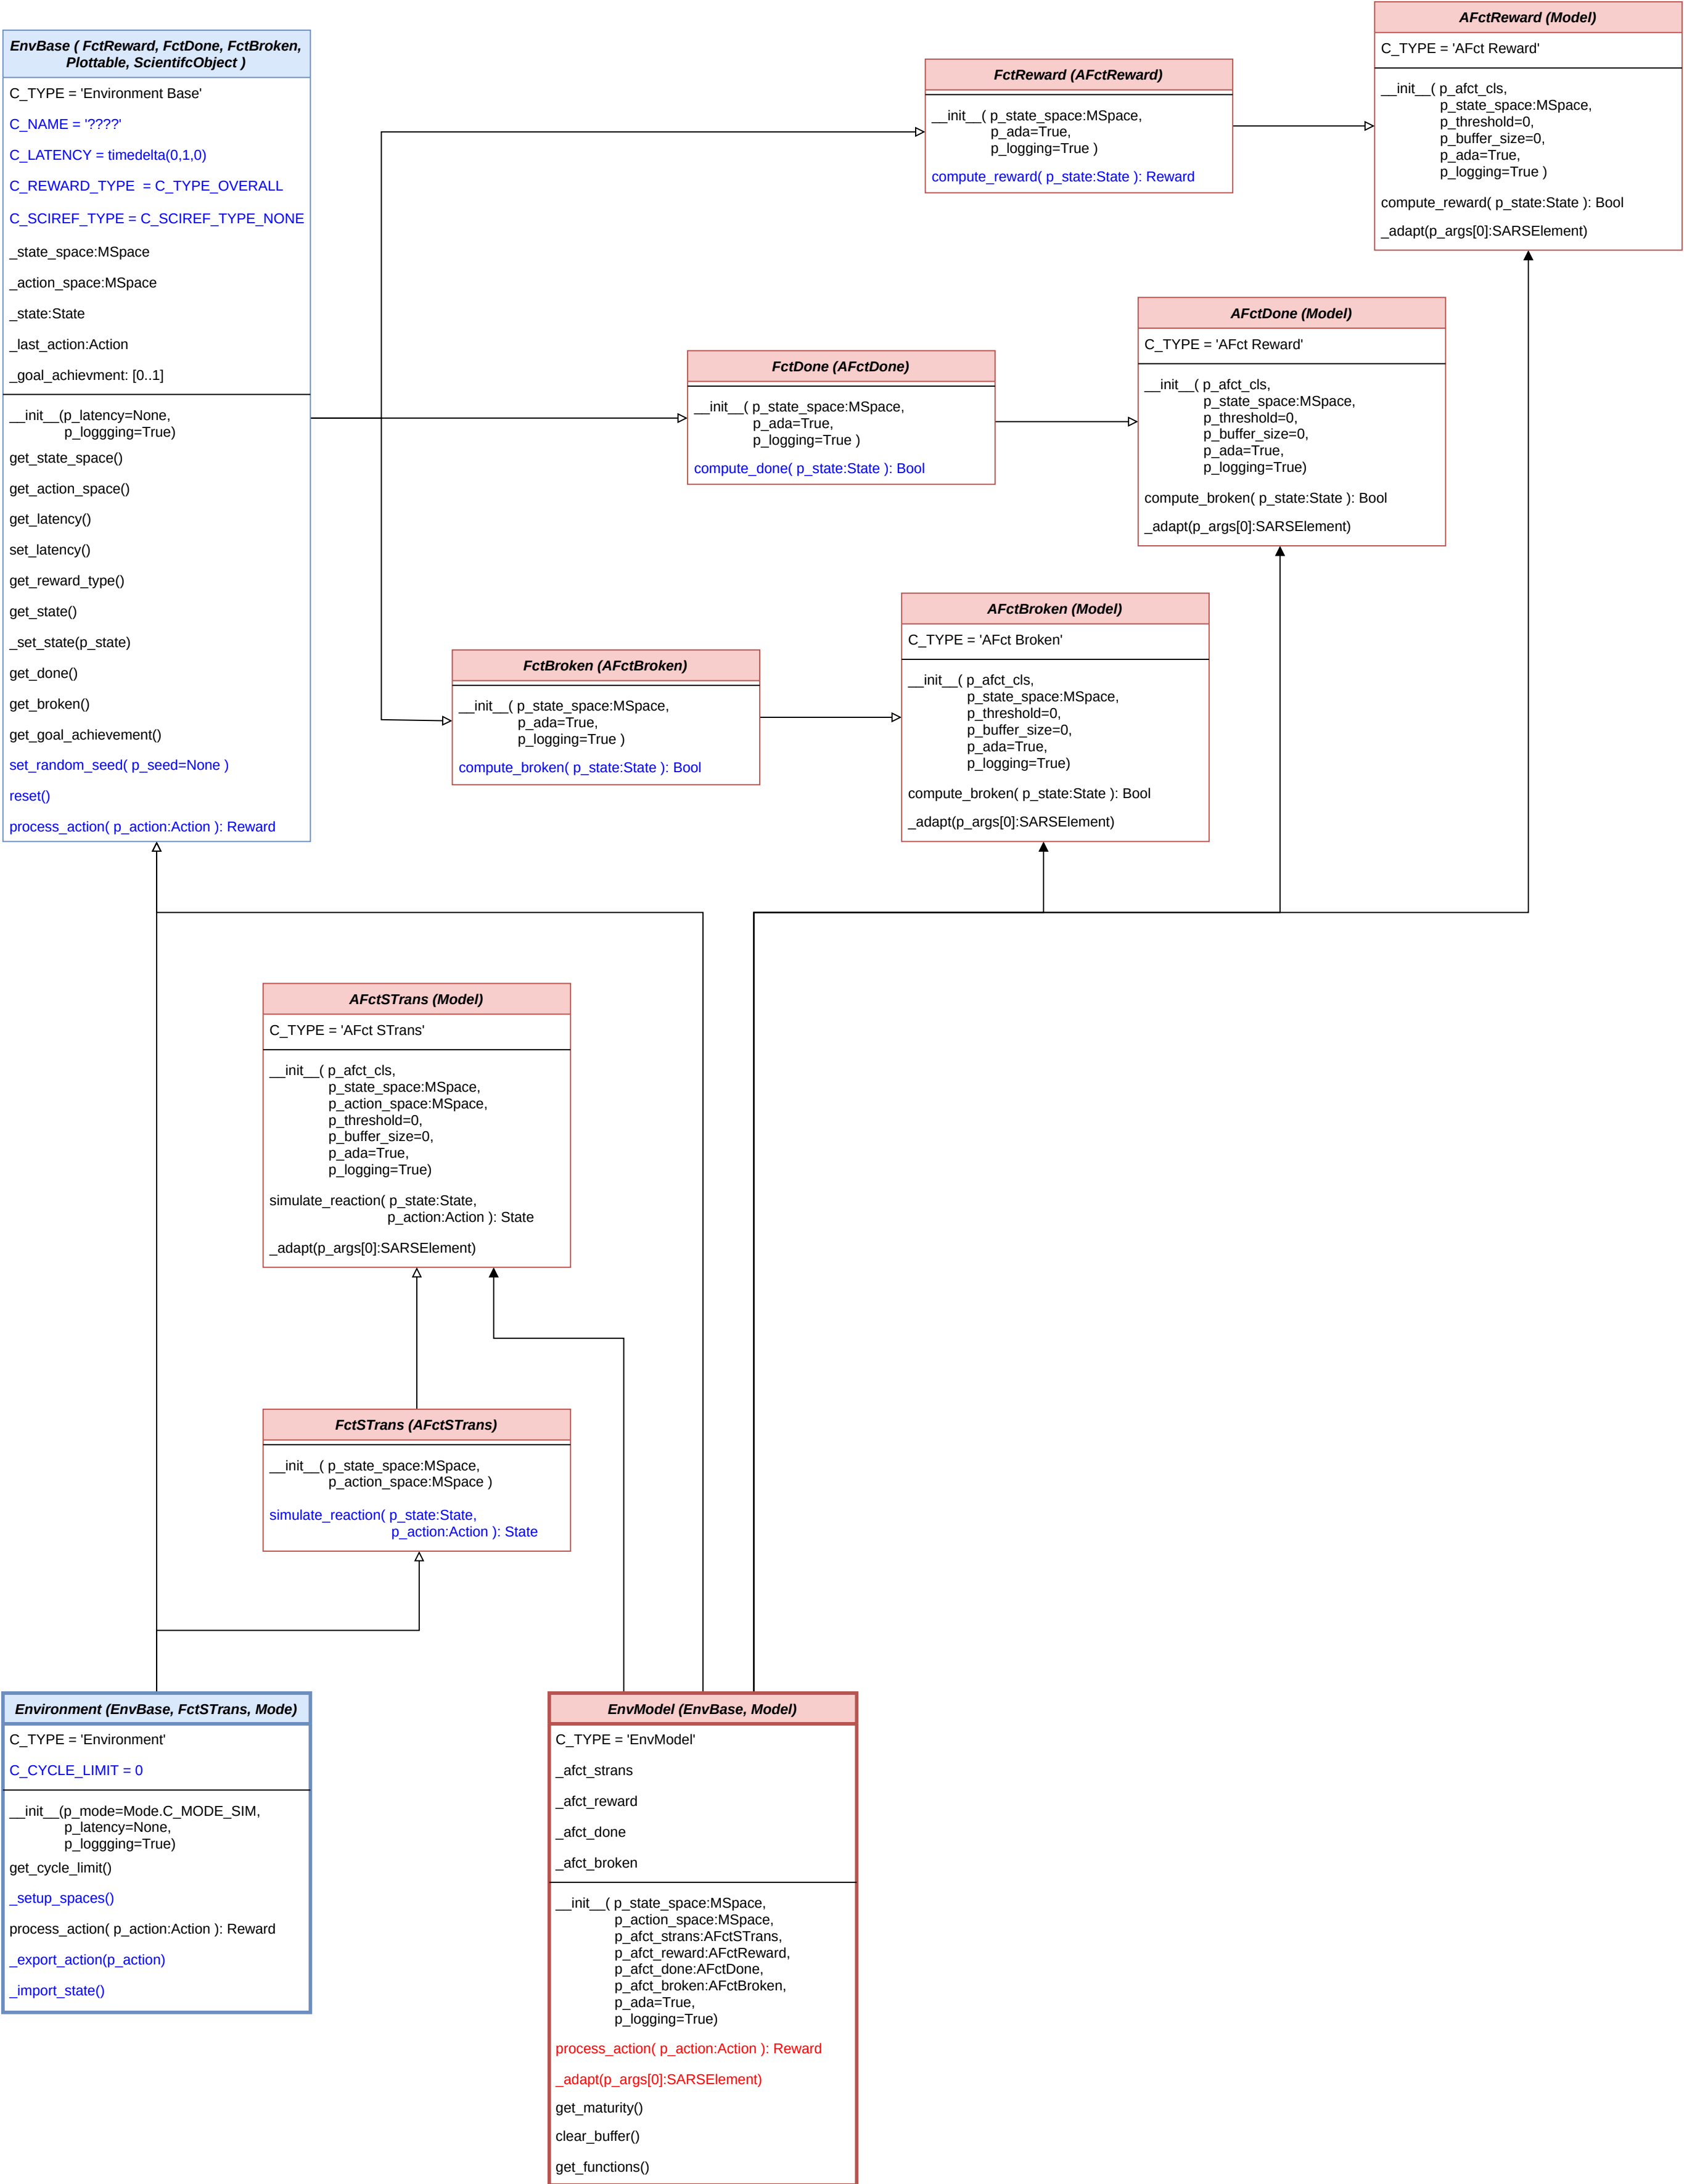 EnvBase ( FctReward, FctDone, FctBroken,
Plottable, ScientifcObject )
C_TYPE = 'Environment Base'
C_NAME = '????'
C_LATENCY = timedelta(0,1,0)
C_REWARD_TYPE  = C_TYPE_OVERALL
C_SCIREF_TYPE = C_SCIREF_TYPE_NONE
_state_space:MSpace
_action_space:MSpace
_state:State
_last_action:Action
_goal_achievment: [0..1]
__init__(p_latency=None,
p_loggging=True)
get_state_space()
get_action_space()
get_latency()
set_latency()
get_reward_type()
get_state()
_set_state(p_state)
get_done()
get_broken()
get_goal_achievement()
set_random_seed( p_seed=None )
reset()
process_action( p_action:Action ): Reward
FctReward (AFctReward)
__init__( p_state_space:MSpace,
p_ada=True,
p_logging=True )
compute_reward( p_state:State ): Reward
AFctReward (Model)
C_TYPE = 'AFct Reward'
__init__( p_afct_cls,
p_state_space:MSpace,
p_threshold=0,
p_buffer_size=0,
p_ada=True,
p_logging=True )
compute_reward( p_state:State ): Bool
_adapt(p_args[0]:SARSElement)
FctDone (AFctDone)
__init__( p_state_space:MSpace,
p_ada=True,
p_logging=True )
compute_done( p_state:State ): Bool
AFctDone (Model)
C_TYPE = 'AFct Reward'
__init__( p_afct_cls,
p_state_space:MSpace,
p_threshold=0,
p_buffer_size=0,
p_ada=True,
p_logging=True)
compute_broken( p_state:State ): Bool
_adapt(p_args[0]:SARSElement)
FctBroken (AFctBroken)
__init__( p_state_space:MSpace,
p_ada=True,
p_logging=True )
compute_broken( p_state:State ): Bool
AFctBroken (Model)
C_TYPE = 'AFct Broken'
__init__( p_afct_cls,
p_state_space:MSpace,
p_threshold=0,
p_buffer_size=0,
p_ada=True,
p_logging=True)
compute_broken( p_state:State ): Bool
_adapt(p_args[0]:SARSElement)
AFctSTrans (Model)
C_TYPE = 'AFct STrans'
__init__( p_afct_cls,
p_state_space:MSpace,
p_action_space:MSpace,
p_threshold=0,
p_buffer_size=0,
p_ada=True,
p_logging=True)
simulate_reaction( p_state:State,
p_action:Action ): State
_adapt(p_args[0]:SARSElement)
FctSTrans (AFctSTrans)
__init__( p_state_space:MSpace,
p_action_space:MSpace )
simulate_reaction( p_state:State,
p_action:Action ): State
Environment (EnvBase, FctSTrans, Mode)
C_TYPE = 'Environment'
C_CYCLE_LIMIT = 0
__init__(p_mode=Mode.C_MODE_SIM,
p_latency=None,
p_loggging=True)
get_cycle_limit()
_setup_spaces()
process_action( p_action:Action ): Reward
_export_action(p_action)
_import_state()
EnvModel (EnvBase, Model)
C_TYPE = 'EnvModel'
_afct_strans
_afct_reward
_afct_done
_afct_broken
__init__( p_state_space:MSpace,
p_action_space:MSpace,
p_afct_strans:AFctSTrans,
p_afct_reward:AFctReward,
p_afct_done:AFctDone,
p_afct_broken:AFctBroken,
p_ada=True,
p_logging=True)
process_action( p_action:Action ): Reward
_adapt(p_args[0]:SARSElement)
get_maturity()
clear_buffer()
get_functions()